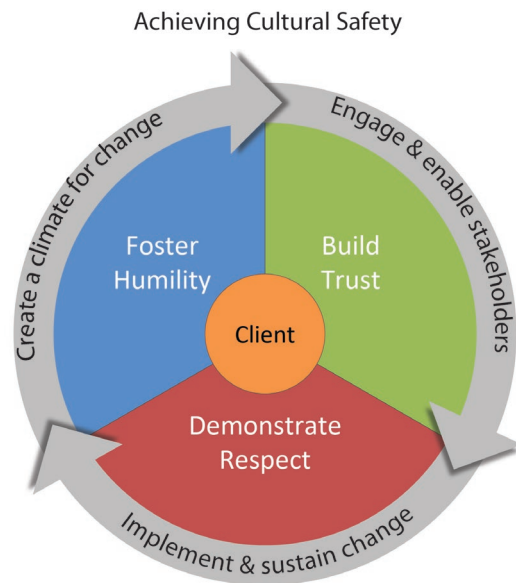 Achieving Cultural Safety
Create a climate for change
Engage & enable stakeholders
Foster
Humility
Build
Trust
Client
Demonstrate
Respect
Implement & sustain change